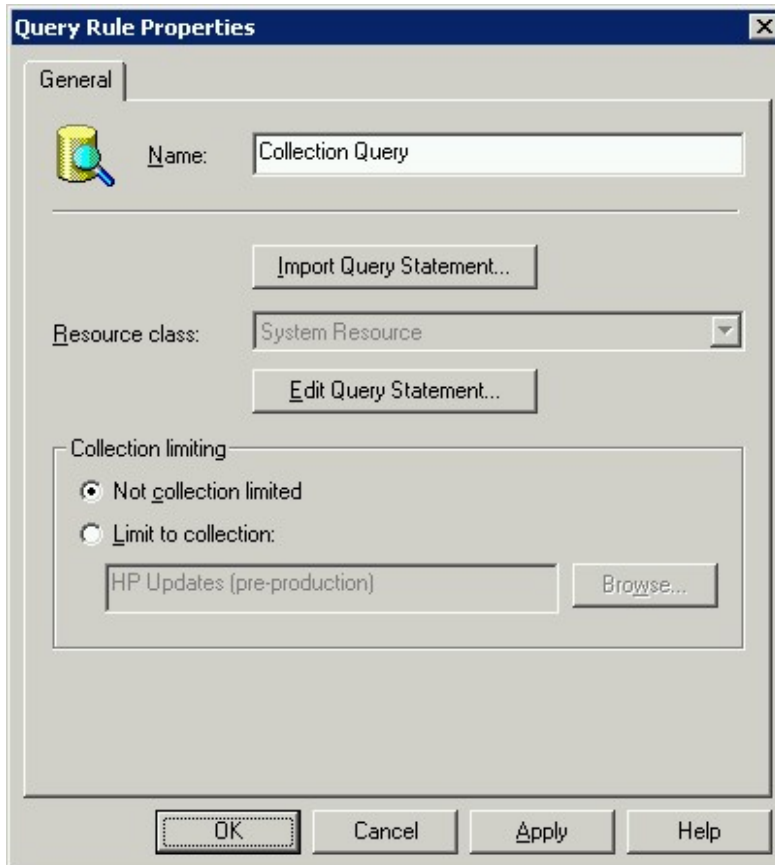 Query Rule Properties
General
Name: Collection Query
Import Query Statement...
Resource class: System Resource
Edit Query Statement...
Collection limiting
Not collection limited
Limit to collection:
HP Updates (pre-production) Browse...
OK Cancel Apply Help